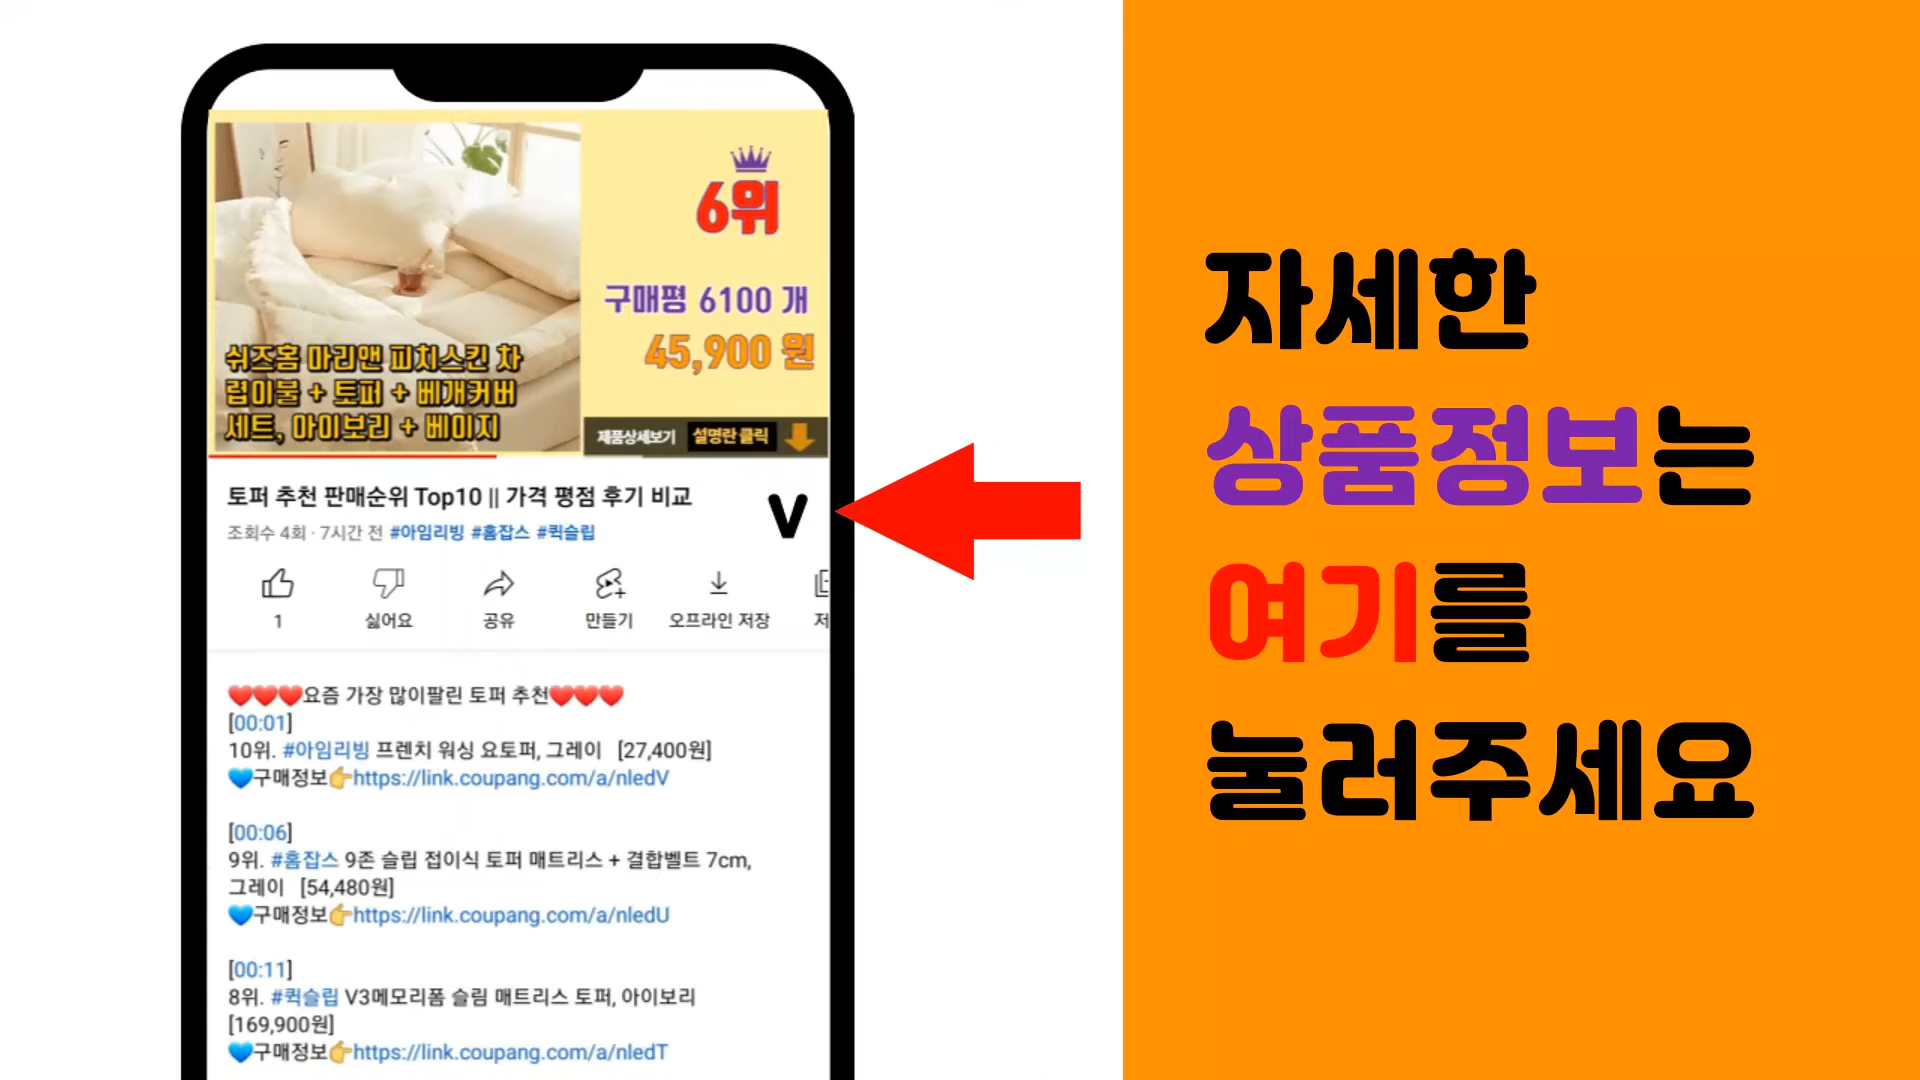 6위
구매평 6100 개
45,900 원
쉬즈홈 마리앤 피치스킨 차
렵이불 + 토퍼 + 베개커버
세트, 아이보리 + 베이지
제품상세보기 설명란 클릭
토퍼 추천 판매순위 Top10 || 가격 평점 후기 비교
V
조회수 4회 · 7시간 전 #아임리빙 #홈잡스 #퀵슬립
1 싫어요 공유 만들기 오프라인 저장 저
❤❤❤요즘 가장 많이팔린 토퍼 추천❤❤❤
[00:01]
10위. #아임리빙 프렌치 워싱 요토퍼, 그레이 [27,400원]
💙구매정보👉https://link.coupang.com/a/nledV
[00:06]
9위. #홈잡스 9존 슬립 접이식 토퍼 매트리스 + 결합벨트 7cm,
그레이 [54,480원]
💙구매정보👉https://link.coupang.com/a/nledU
[00:11]
8위. #퀵슬립 V3메모리폼 슬림 매트리스 토퍼, 아이보리
[169,900원]
💙구매정보👉https://link.coupang.com/a/nledT
자세한
상품정보는
여기를
눌러주세요